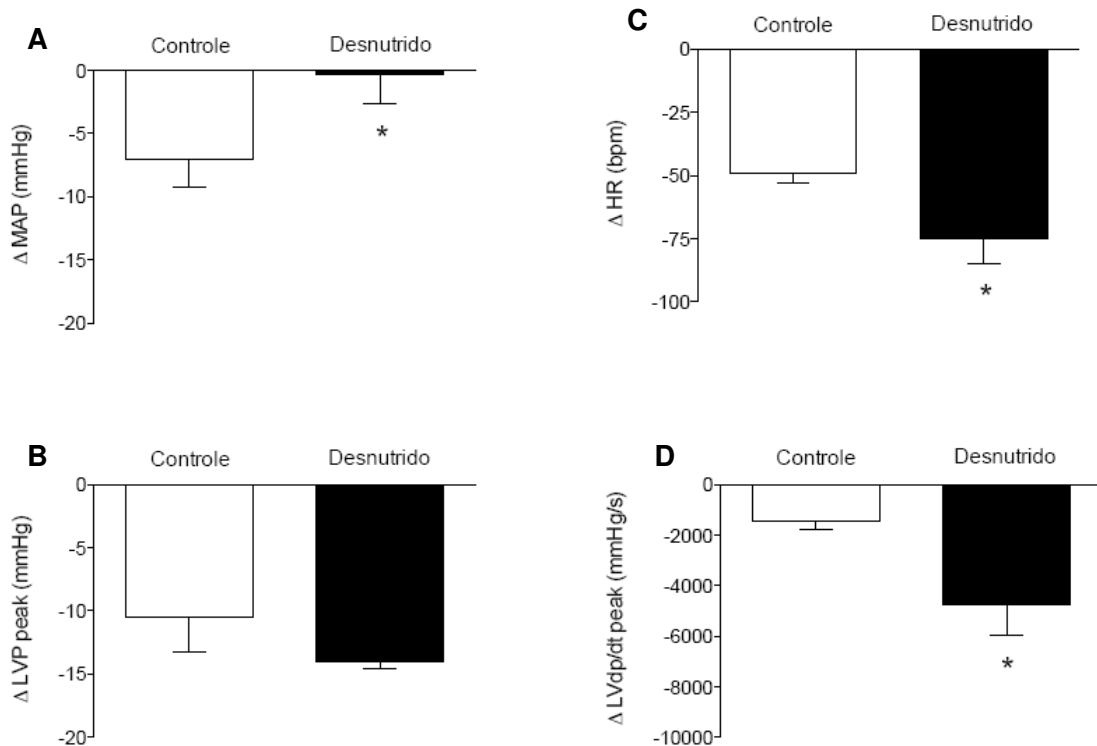 A
Controle
Desnutrido
0
-5
-10
-15
-20
Δ MAP (mmHg)
*
C
Controle
Desnutrido
0
-25
-50
-75
-100
Δ HR (bpm)
*
B
Controle
Desnutrido
0
-5
-10
-15
-20
Δ LVP peak (mmHg)
D
Controle
Desnutrido
0
-2000
-4000
-6000
-8000
-10000
Δ LVdp/dt peak (mmHg/s)
*